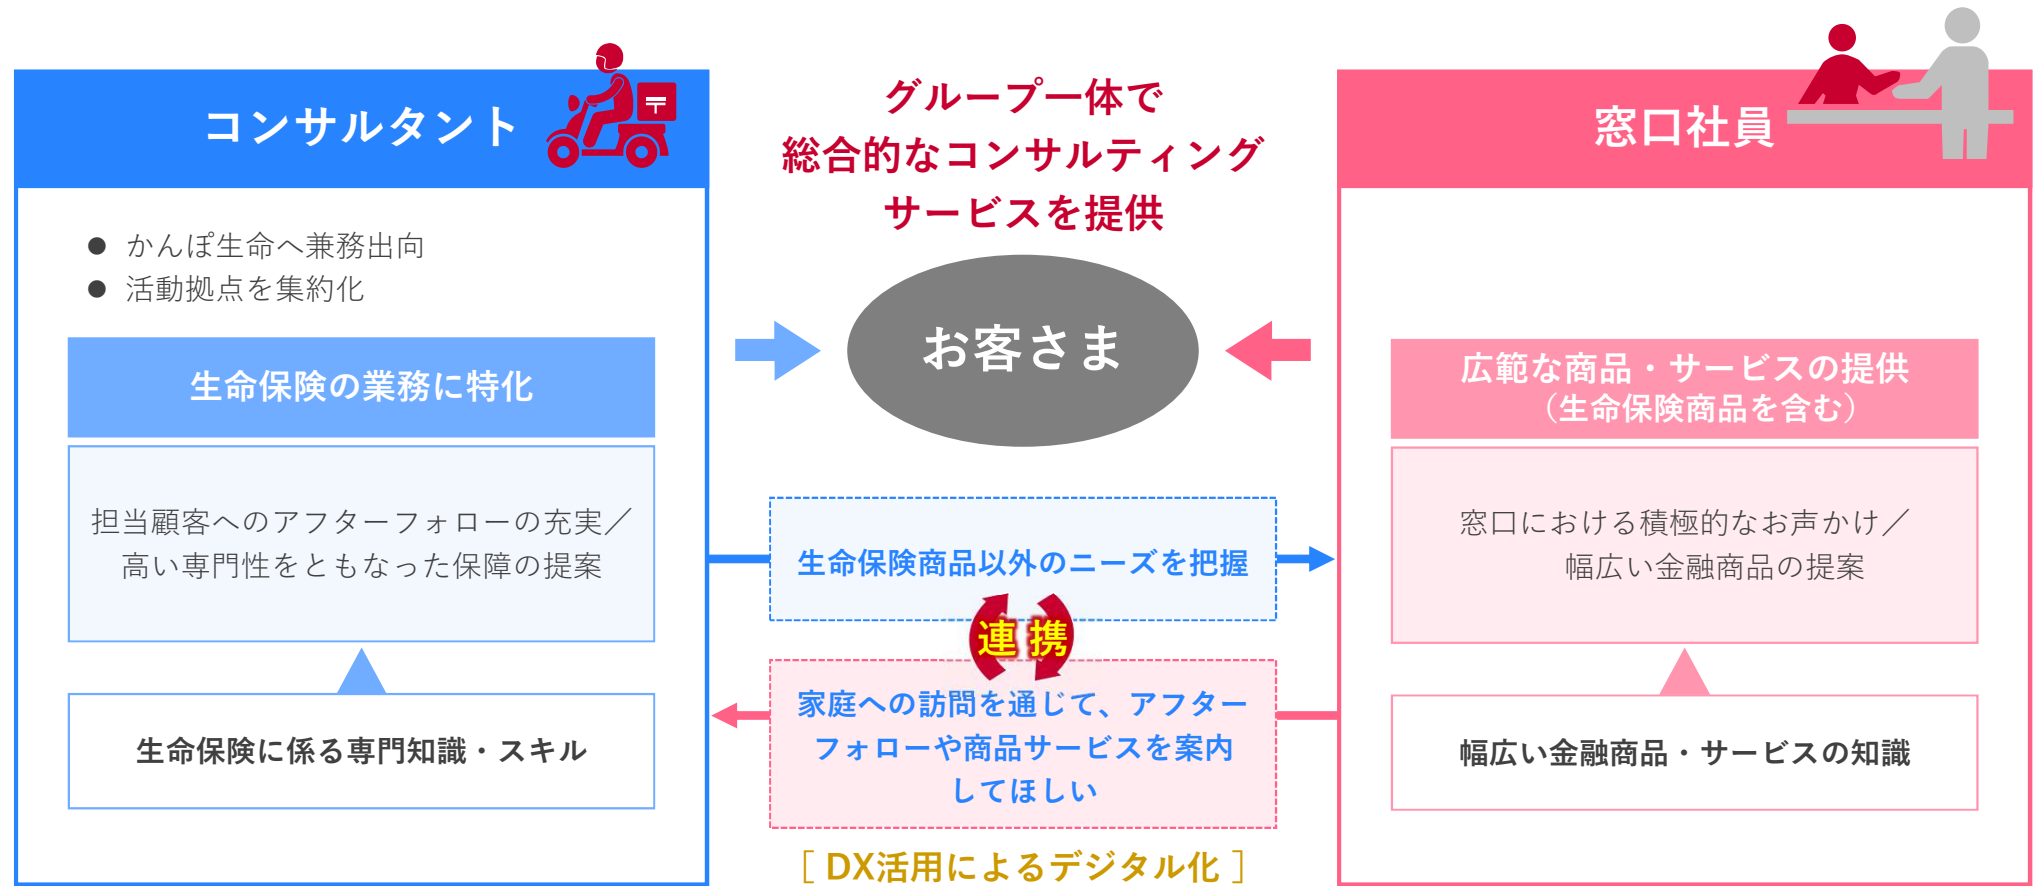 コンサルタント
● かんぽ生命へ兼務出向
● 活動拠点を集約化
生命保険の業務に特化
担当顧客へのアフターフォローの充実／
高い専門性をともなった保障の提案
生命保険に係る専門知識・スキル
グループ一体で
総合的なコンサルティング
サービスを提供
お客さま
生命保険商品以外のニーズを把握
連携
家庭への訪問を通じて、アフター
フォローや商品サービスを案内
してほしい
［ DX活用によるデジタル化 ］
窓口社員
広範な商品・サービスの提供
（生命保険商品を含む）
窓口における積極的なお声かけ／
幅広い金融商品の提案
幅広い金融商品・サービスの知識